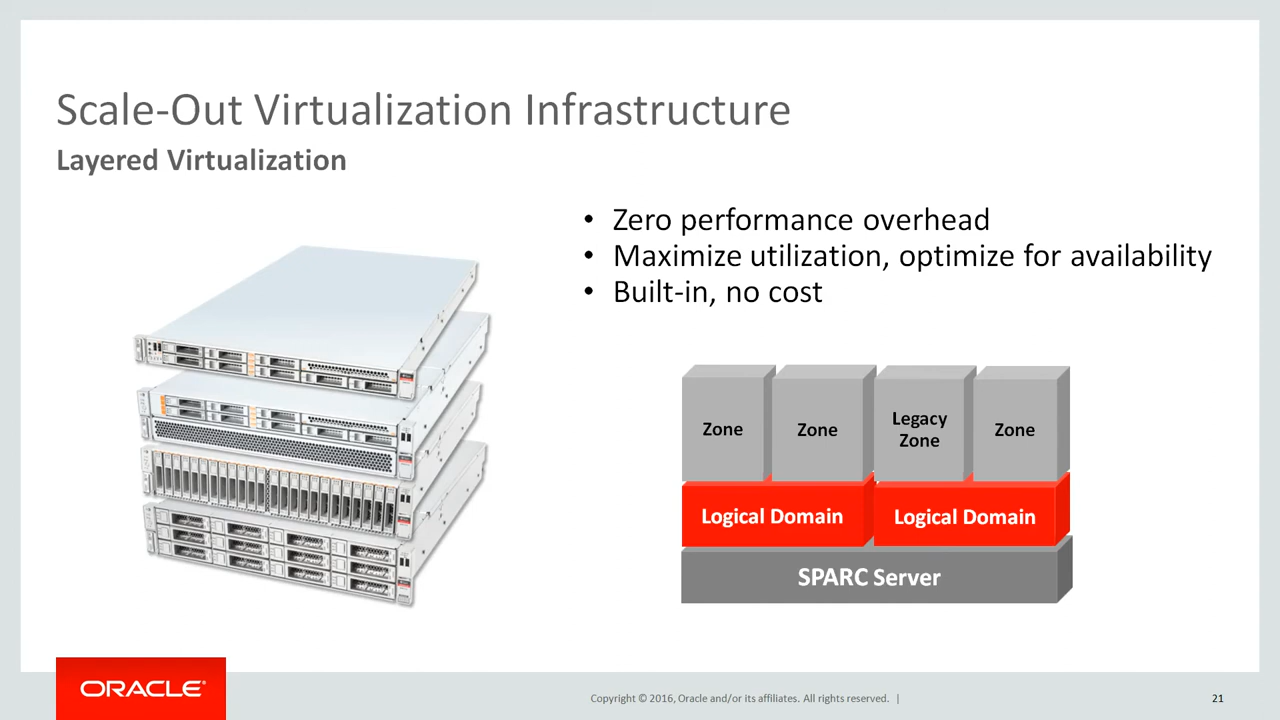 Scale-Out Virtualization Infrastructure
Layered Virtualization
• Zero performance overhead
• Maximize utilization, optimize for availability
• Built-in, no cost
Zone
Zone
Legacy
Zone
Zone
Logical Domain
Logical Domain
SPARC Server
ORACLE®
Copyright © 2016, Oracle and/or its affiliates. All rights reserved. |
21